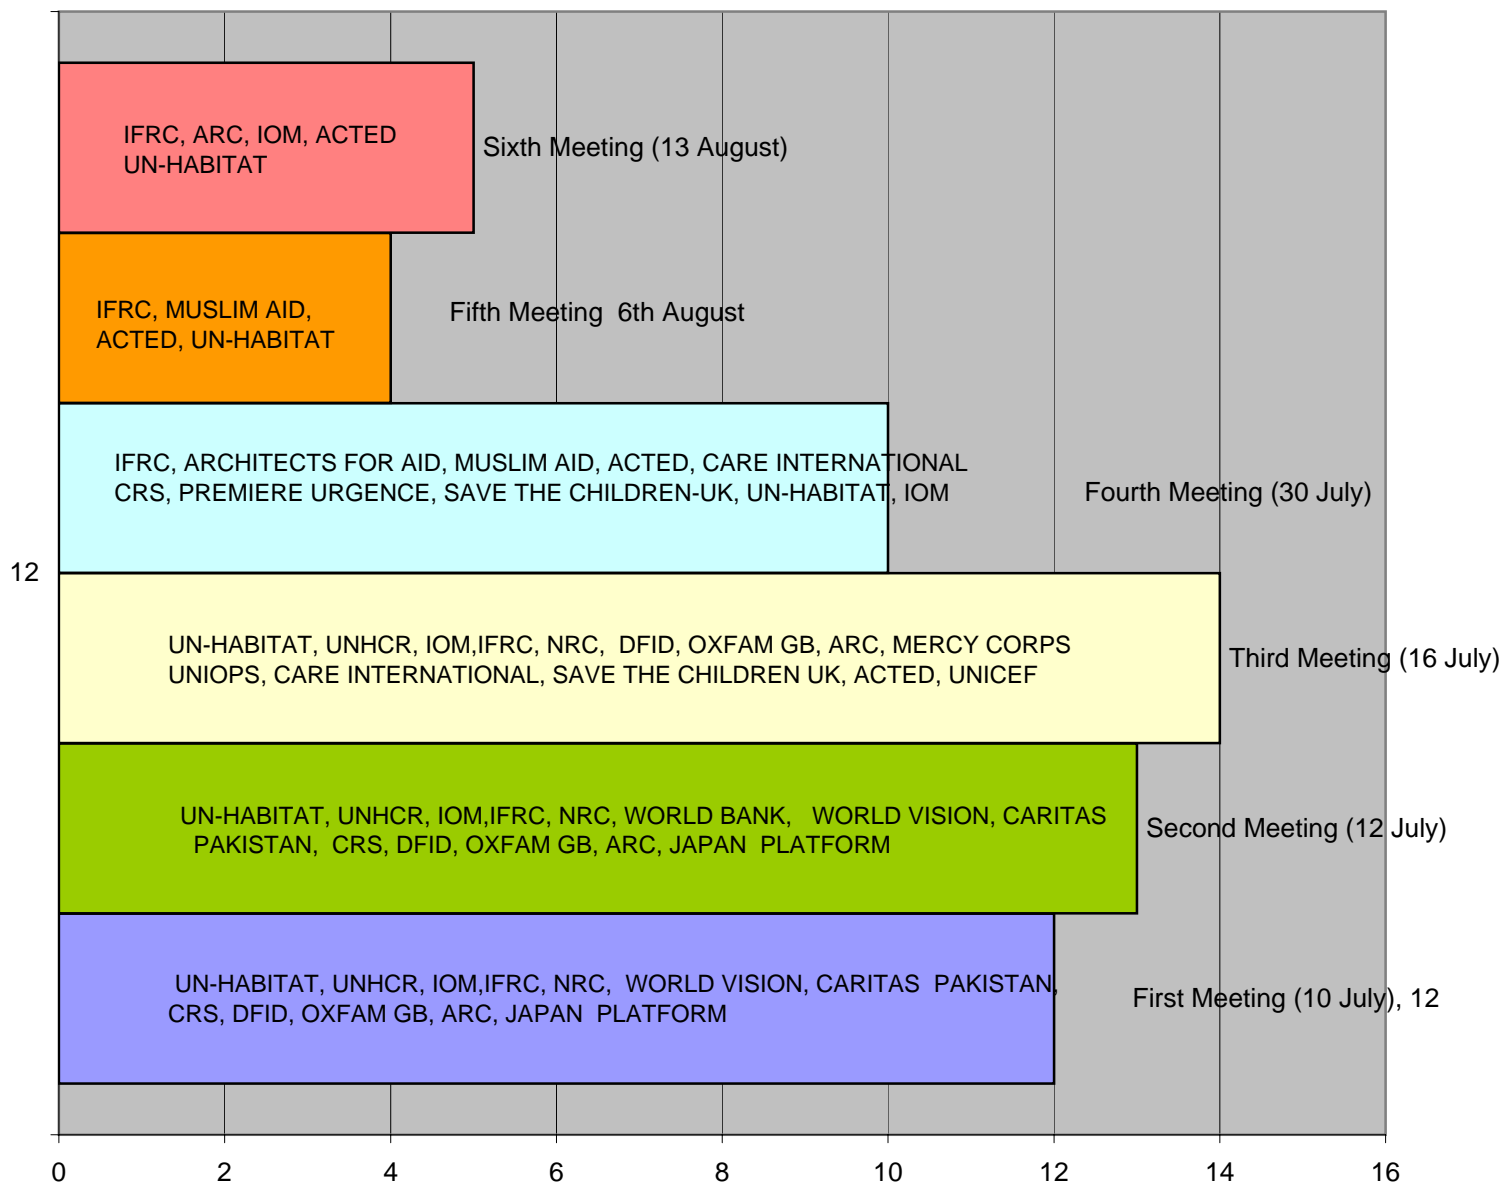 IFRC, ARC, IOM, ACTED
UN-HABITAT
Sixth Meeting (13 August)
IFRC, MUSLIM AID,
ACTED, UN-HABITAT
Fifth Meeting  6th August
IFRC, ARCHITECTS FOR AID, MUSLIM AID, ACTED, CARE INTERNATIONAL
CRS, PREMIERE URGENCE, SAVE THE CHILDREN-UK, UN-HABITAT, IOM
Fourth Meeting (30 July)
12
UN-HABITAT, UNHCR, IOM,IFRC, NRC,  DFID, OXFAM GB, ARC, MERCY CORPS
UNIOPS, CARE INTERNATIONAL, SAVE THE CHILDREN UK, ACTED, UNICEF
Third Meeting (16 July)
UN-HABITAT, UNHCR, IOM,IFRC, NRC, WORLD BANK,   WORLD VISION, CARITAS
PAKISTAN,  CRS, DFID, OXFAM GB, ARC, JAPAN  PLATFORM
Second Meeting (12 July)
UN-HABITAT, UNHCR, IOM,IFRC, NRC,  WORLD VISION, CARITAS  PAKISTAN,
CRS, DFID, OXFAM GB, ARC, JAPAN  PLATFORM
First Meeting (10 July), 12
0 2 4 6 8 10 12 14 16